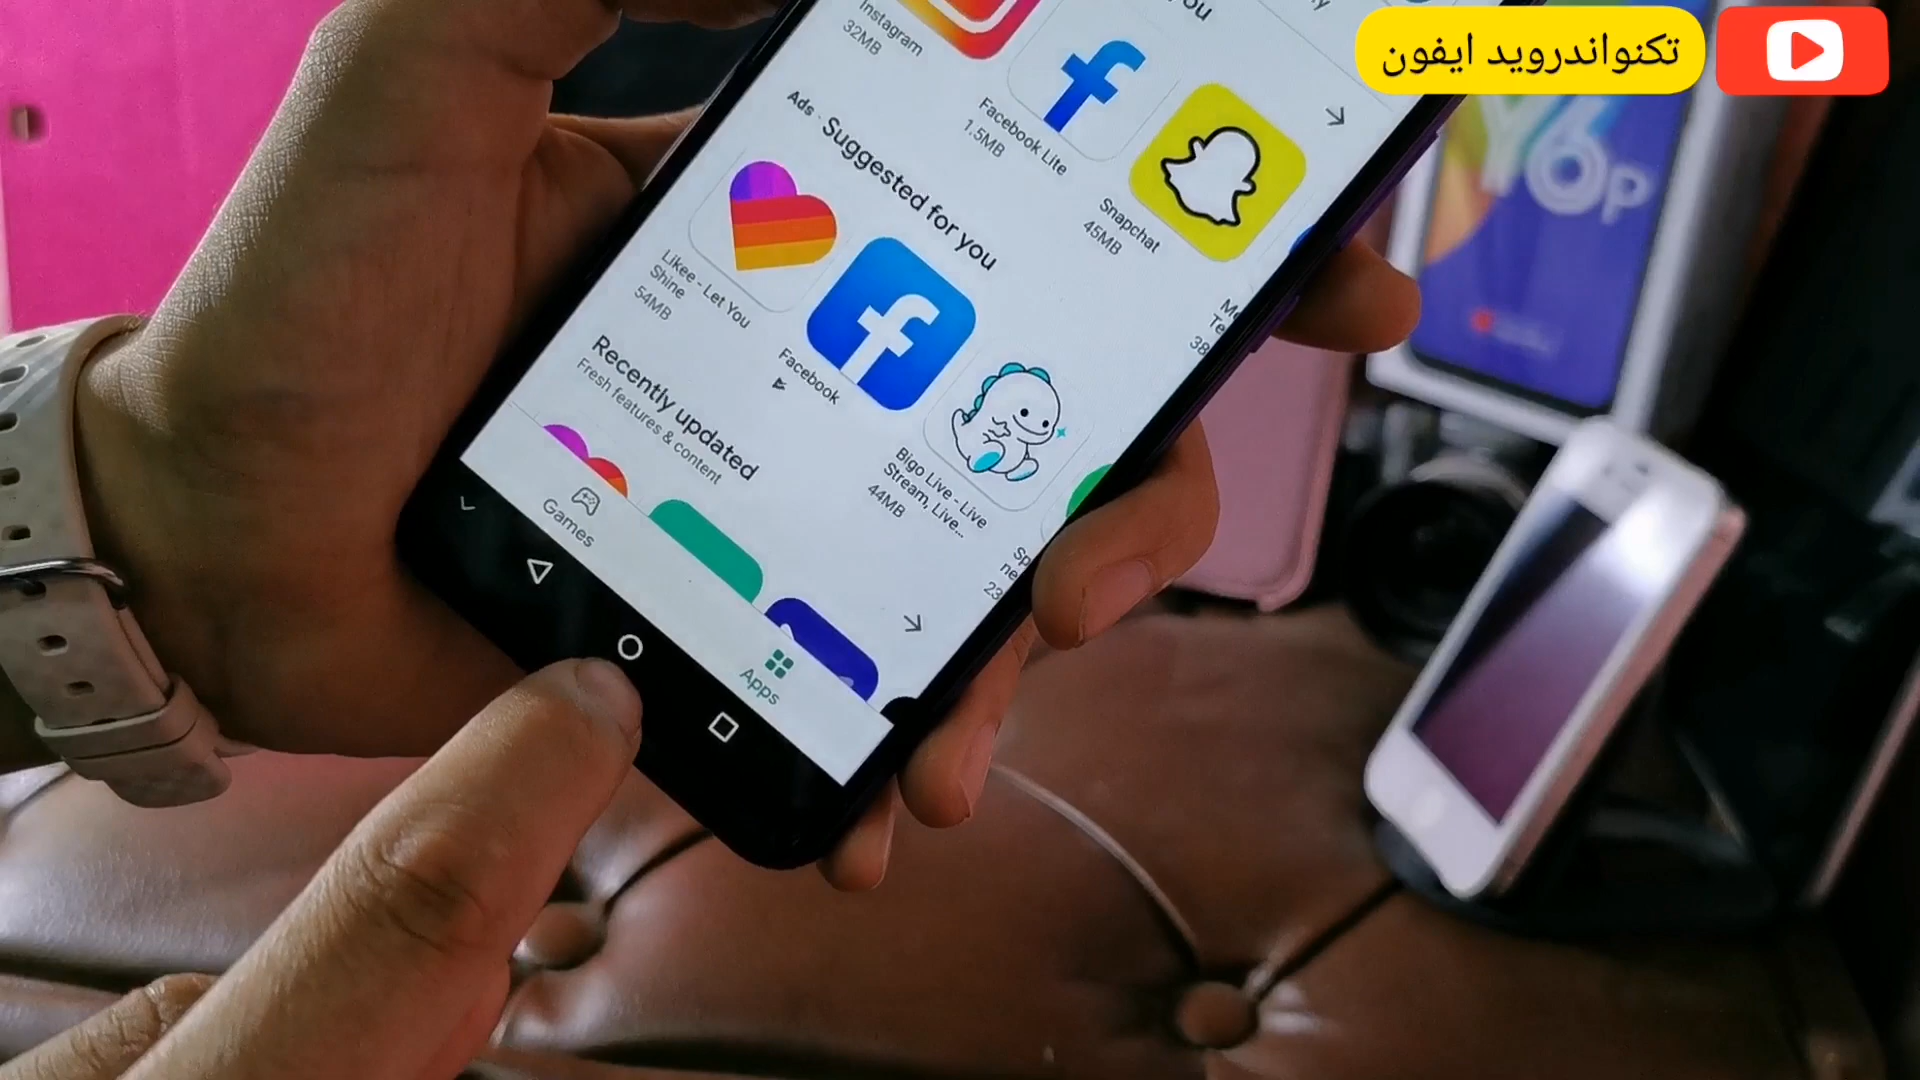 تكنواندرويد ايفون
Instagram
32MB
Facebook Lite
1.5MB
Snapchat
45MB
Ads · Suggested for you
Likee - Let You
Shine
54MB
Facebook
Bigo Live - Live
Stream, Live...
44MB
Recently updated
Fresh features & content
Games
Apps
Y6p